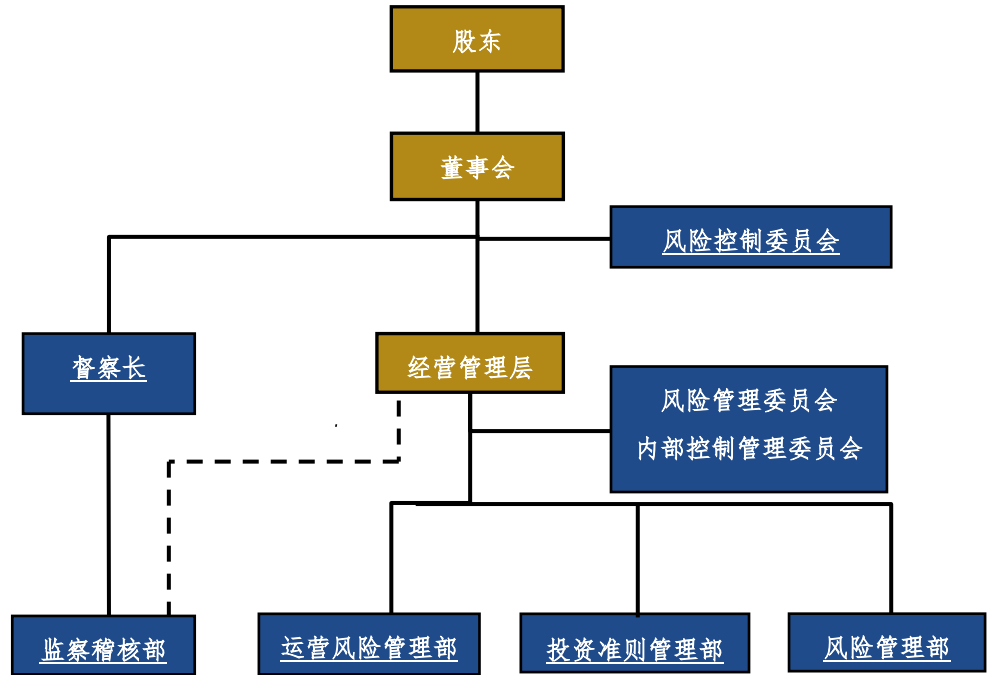 股东
董事会
风险控制委员会
督察长
经营管理层
风险管理委员会
内部控制管理委员会
监察稽核部
运营风险管理部
投资准则管理部
风险管理部